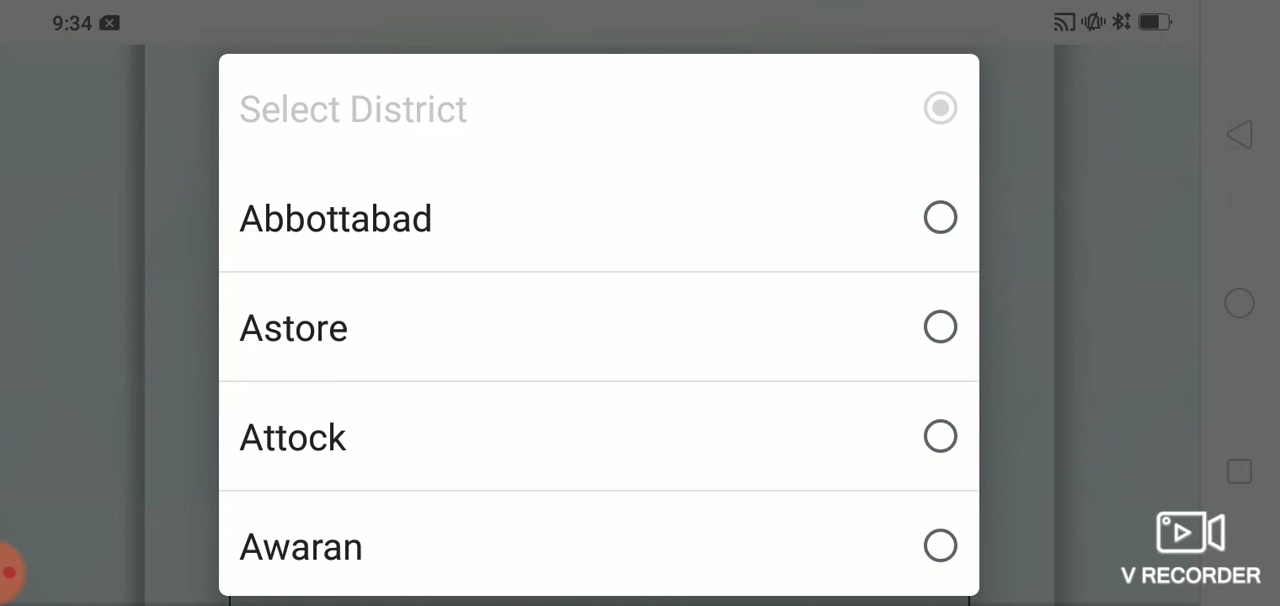 9:34
Select District
Abbottabad
Astore
Attock
Awaran
V RECORDER